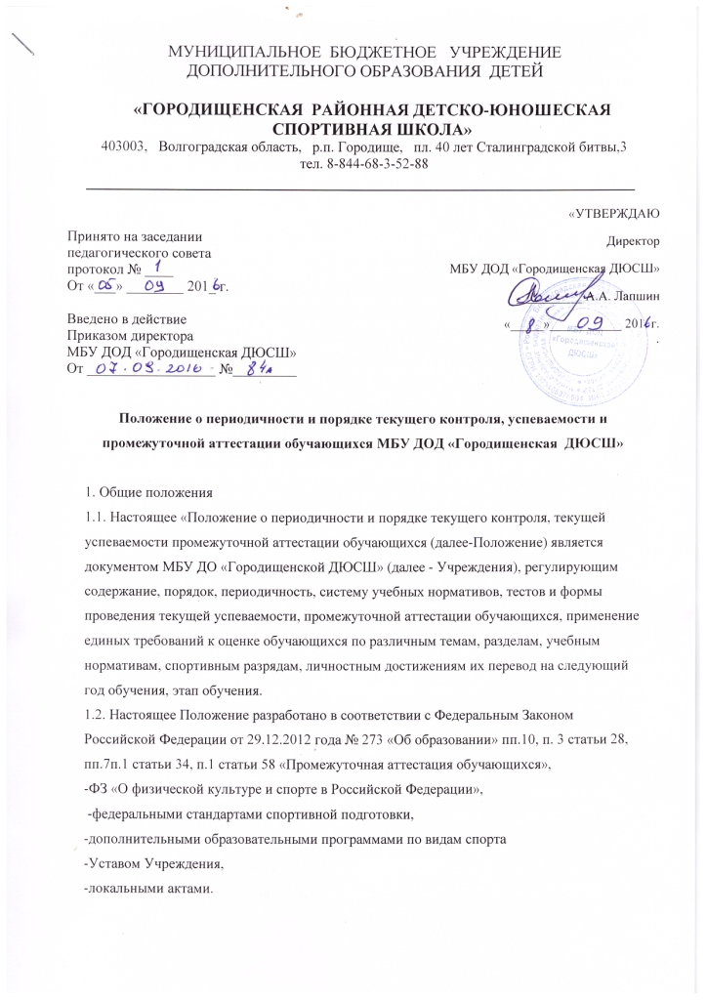 МУНИЦИПАЛЬНОЕ БЮДЖЕТНОЕ УЧРЕЖДЕНИЕ
ДОПОЛНИТЕЛЬНОГО ОБРАЗОВАНИЯ ДЕТЕЙ
«ГОРОДИЩЕНСКАЯ РАЙОННАЯ ДЕТСКО-ЮНОШЕСКАЯ
СПОРТИВНАЯ ШКОЛА»
403003, Волгоградская область, р.п. Городище, пл. 40 лет Сталинградской битвы,3
тел. 8-844-68-3-52-88
«УТВЕРЖДАЮ
Директор
МБУ ДОД «Городищенская ДЮСШ»
А.А. Лапшин
« 8 » 09 2016г.
Принято на заседании
педагогического совета
протокол № 1
От « 05 » 09 2016г.
Введено в действие
Приказом директора
МБУ ДОД «Городищенская ДЮСШ»
От 07.09.2016 № 84а
«Городищенская
ДЮСШ»
Положение о периодичности и порядке текущего контроля, успеваемости и
промежуточной аттестации обучающихся МБУ ДОД «Городищенская ДЮСШ»
1. Общие положения
1.1. Настоящее «Положение о периодичности и порядке текущего контроля, текущей
успеваемости промежуточной аттестации обучающихся (далее-Положение) является
документом МБУ ДО «Городищенской ДЮСШ» (далее - Учреждения), регулирующим
содержание, порядок, периодичность, систему учебных нормативов, тестов и формы
проведения текущей успеваемости, промежуточной аттестации обучающихся, применение
единых требований к оценке обучающихся по различным темам, разделам, учебным
нормативам, спортивным разрядам, личностным достижениям их перевод на следующий
год обучения, этап обучения.
1.2. Настоящее Положение разработано в соответствии с Федеральным Законом
Российской Федерации от 29.12.2012 года № 273 «Об образовании» пп.10, п. 3 статьи 28,
пп.7п.1 статьи 34, п.1 статьи 58 «Промежуточная аттестация обучающихся»,
-ФЗ «О физической культуре и спорте в Российской Федерации»,
-федеральными стандартами спортивной подготовки,
-дополнительными образовательными программами по видам спорта
-Уставом Учреждения,
-локальными актами.